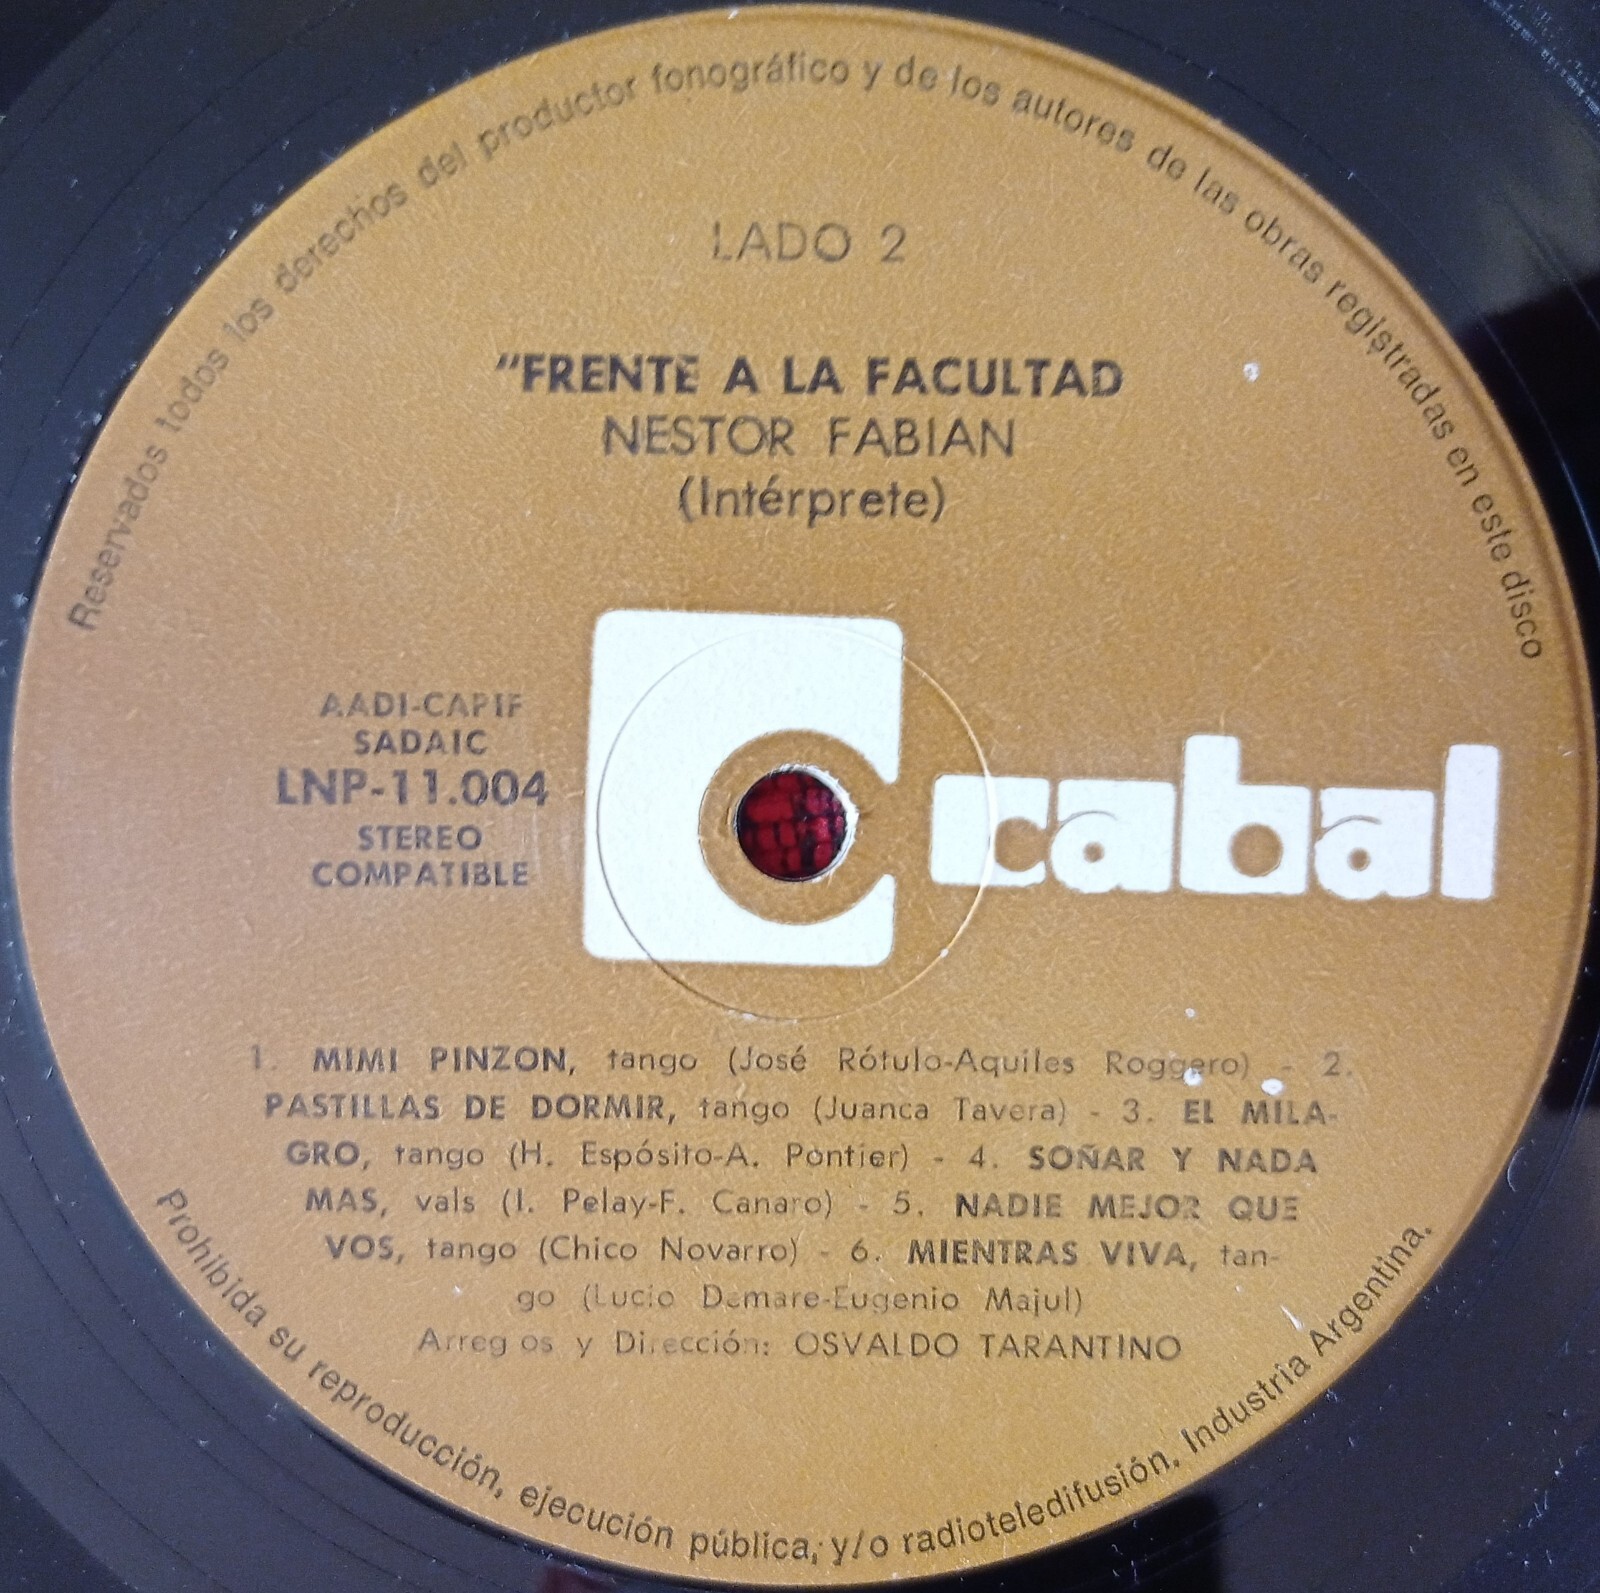 Reservados todos los derechos del productor fonográfico y de los autores de las obras registradas en este disco
LADO 2
"FRENTE A LA FACULTAD
NESTOR FABIAN
(Intérprete)
AADI-CAPIF
SADAIC
LNP-11.004
STEREO
COMPATIBLE
cabal
1. MIMI PINZON, tango (José Rótulo-Aquiles Roggero) - 2.
PASTILLAS DE DORMIR, tango (Juanca Tavera) - 3. EL MILA-
GRO, tango (H. Espósito-A. Pontier) - 4. SOÑAR Y NADA
MAS, vals (I. Pelay-F. Canaro) - 5. NADIE MEJOR QUE
VOS, tango (Chico Novarro) - 6. MIENTRAS VIVA, tan-
go (Lucio Demare-Eugenio Majul)
Arreglos y Dirección: OSVALDO TARANTINO
Prohibida su reproducción, ejecución pública, y/o radioteledifusión. Industria Argentina.